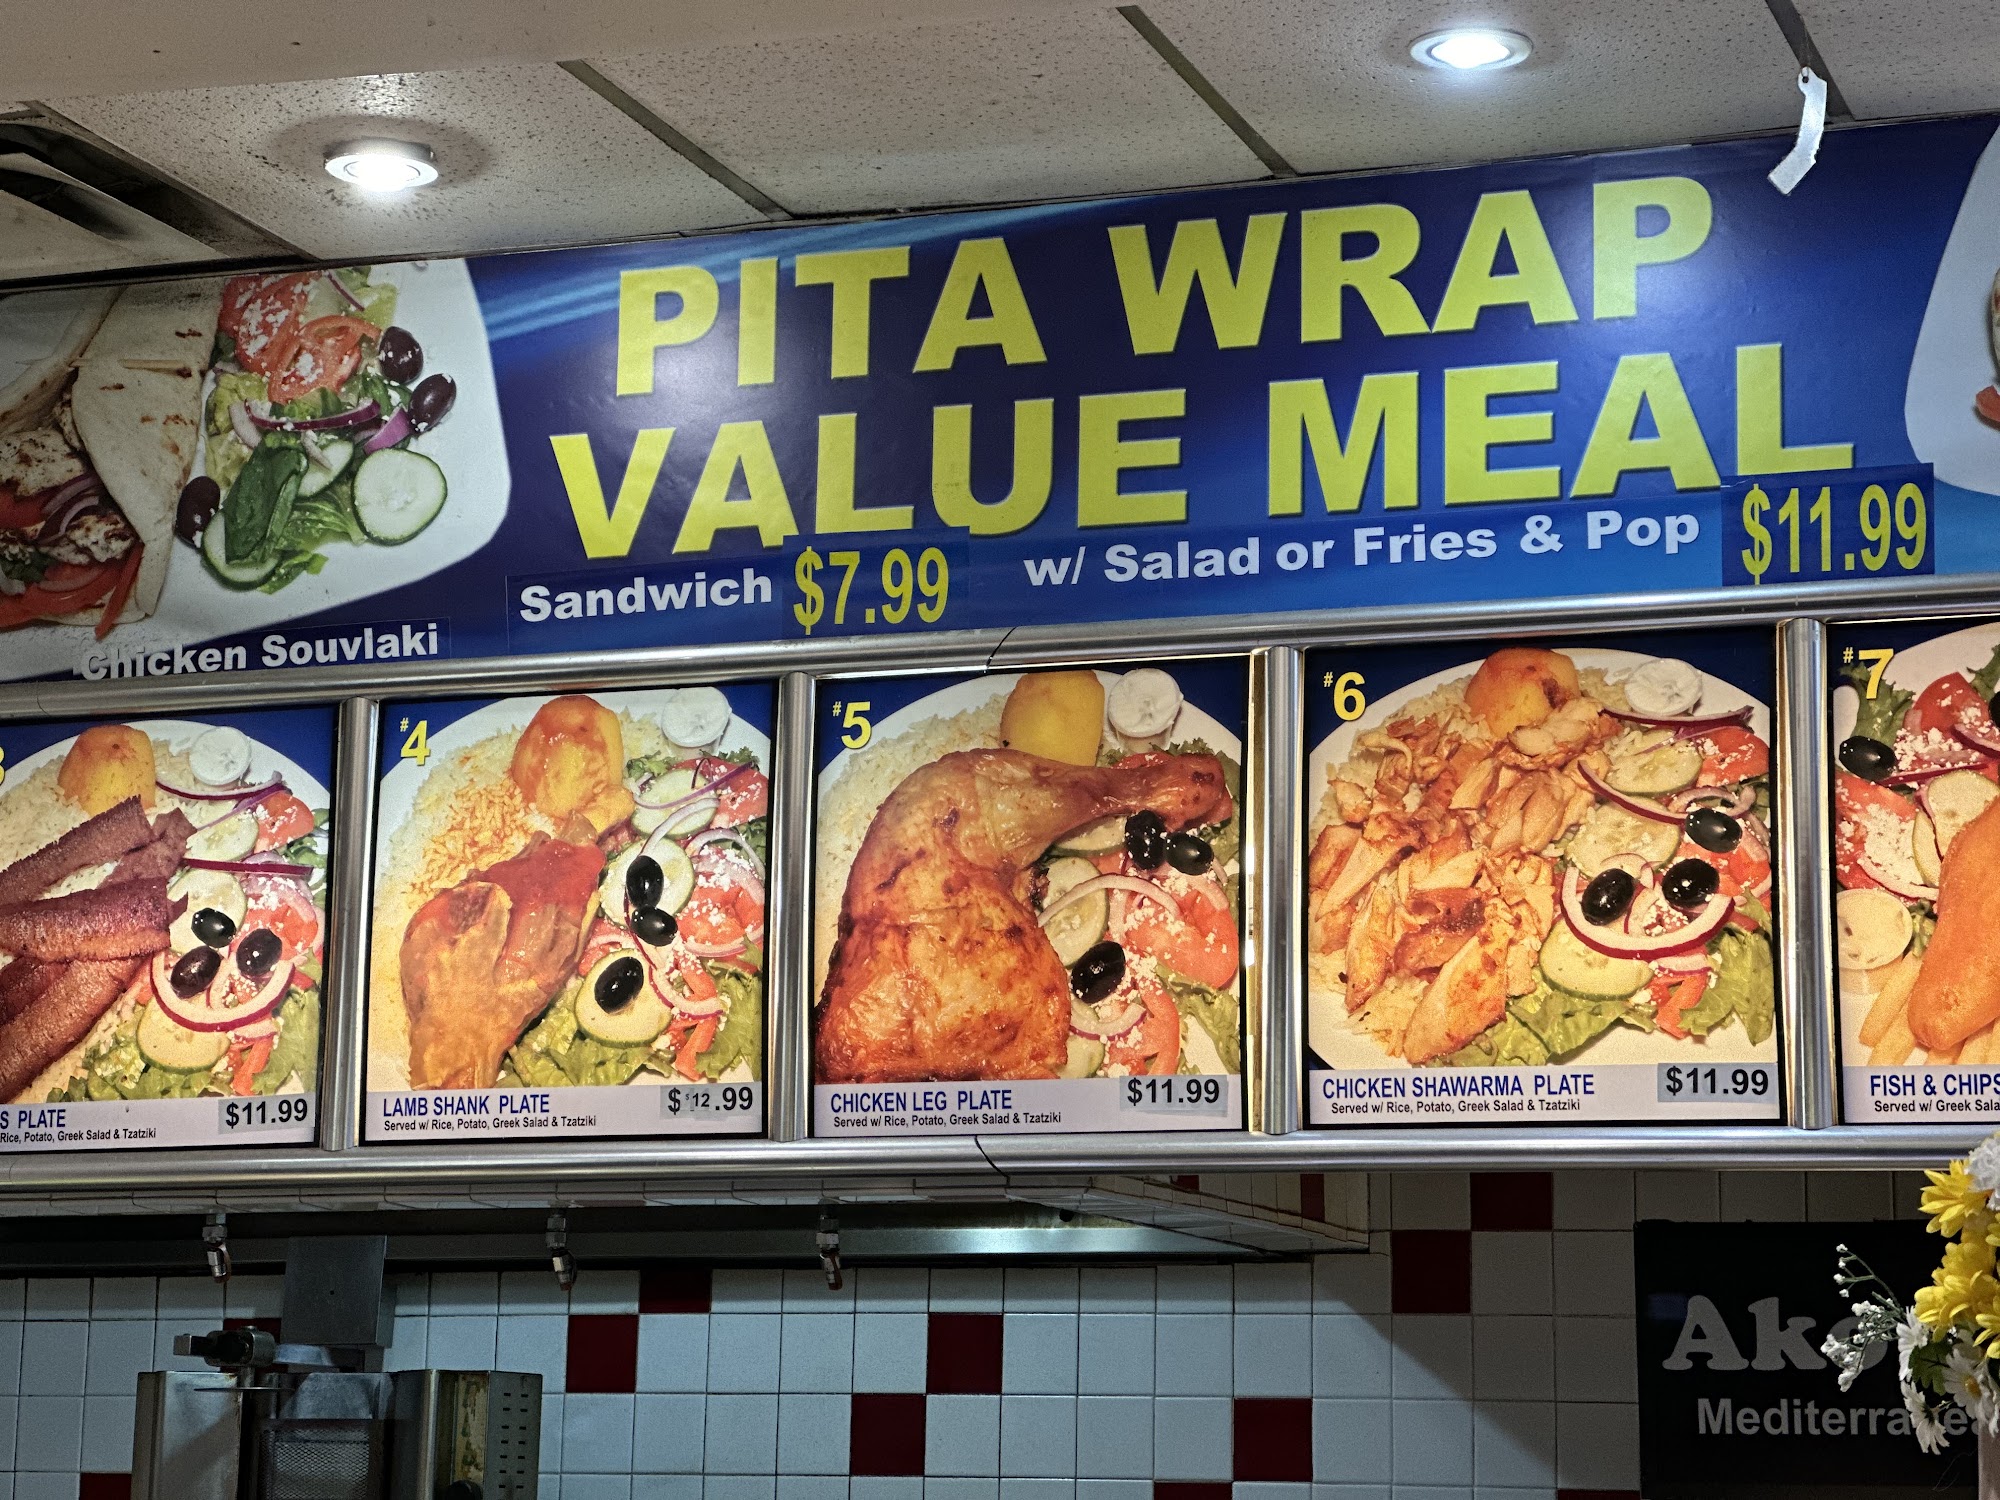 PITA WRAP
VALUE MEAL
Sandwich $7.99 w/ Salad or Fries & Pop $11.99
Chicken Souvlaki
S PLATE $11.99
Rice, Potato, Greek Salad & Tzatziki
#4
LAMB SHANK PLATE $12.99
Served w/ Rice, Potato, Greek Salad & Tzatziki
#5
CHICKEN LEG PLATE $11.99
Served w/ Rice, Potato, Greek Salad & Tzatziki
#6
CHICKEN SHAWARMA PLATE $11.99
Served w/ Rice, Potato, Greek Salad & Tzatziki
#7
FISH & CHIPS
Served w/ Greek Sala